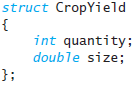 struct CropYield
{
int quantity;
double size;
};